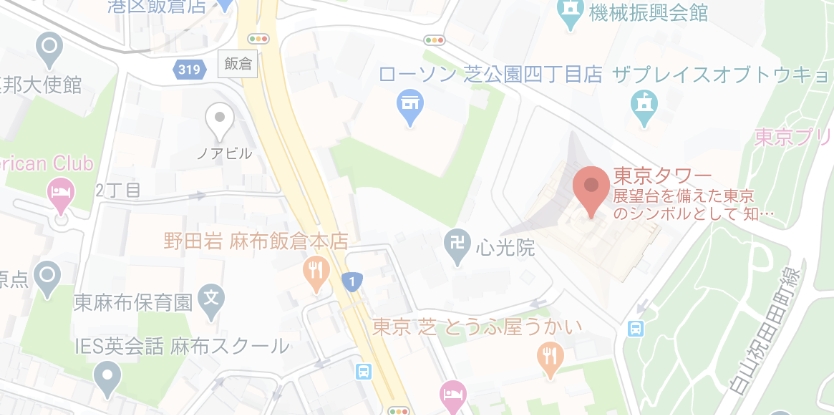 港区飯倉店
機械振興会館
319
飯倉
邦大使館
ローソン 芝公園四丁目店
ザプレイスオブトウキョ
ノアビル
東京プリ
erican Club
2丁目
東京タワー
展望台を備えた東京
のシンボルとして 知…
野田岩 麻布飯倉本店
心光院
原点
1
東麻布保育園
文
白山祝田田町線
東京 芝 とうふ屋うかい
IES英会話 麻布スクール